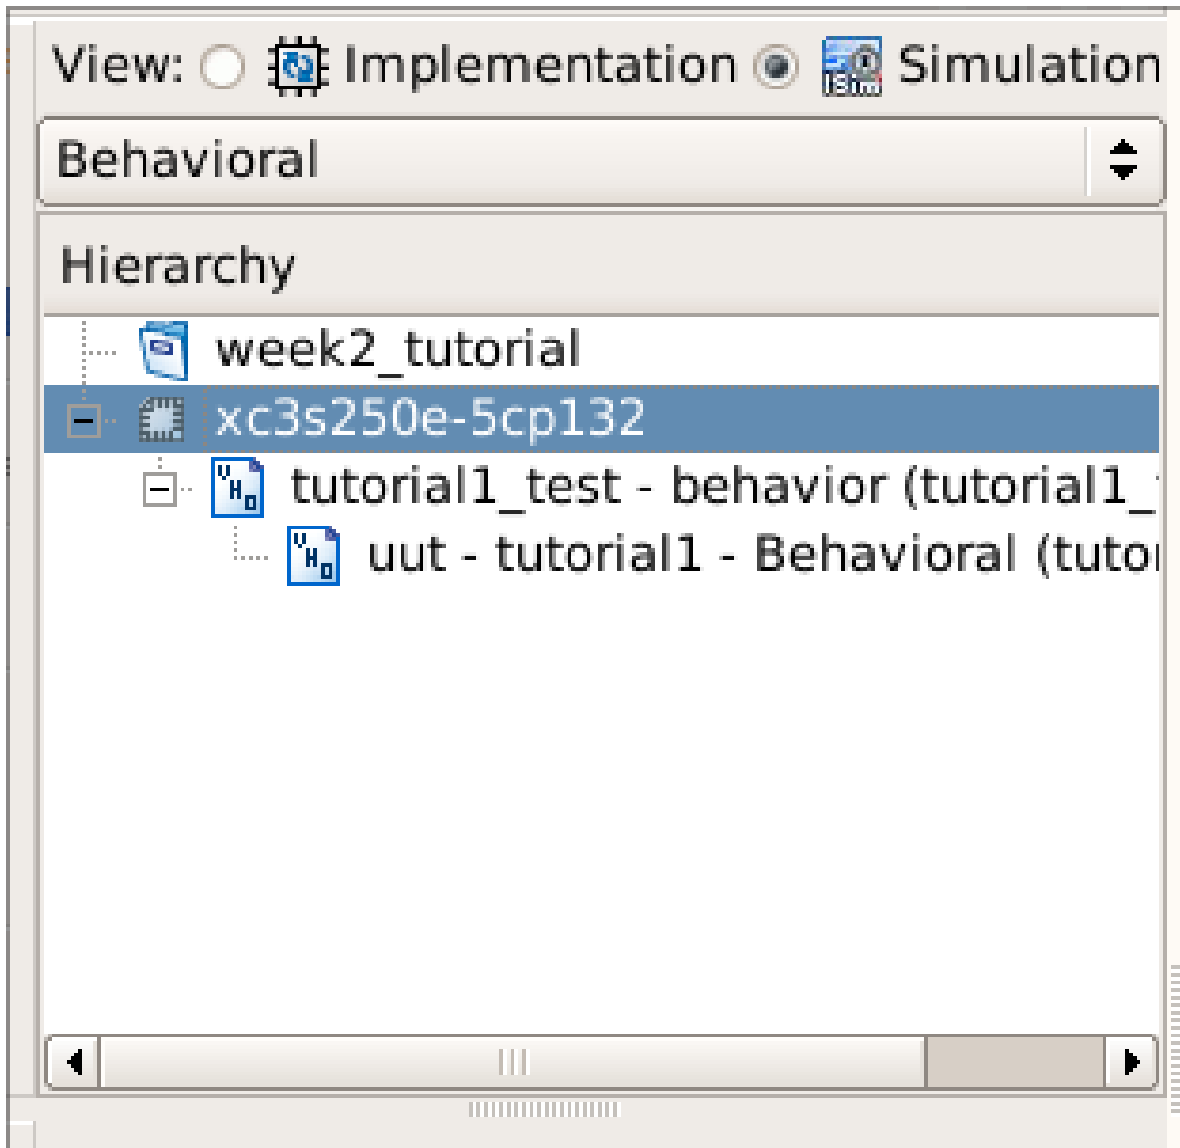 View: Implementation Simulation
Behavioral
Hierarchy
week2_tutorial
xc3s250e-5cp132
tutorial1_test - behavior (tutorial1_
uut - tutorial1 - Behavioral (tuto